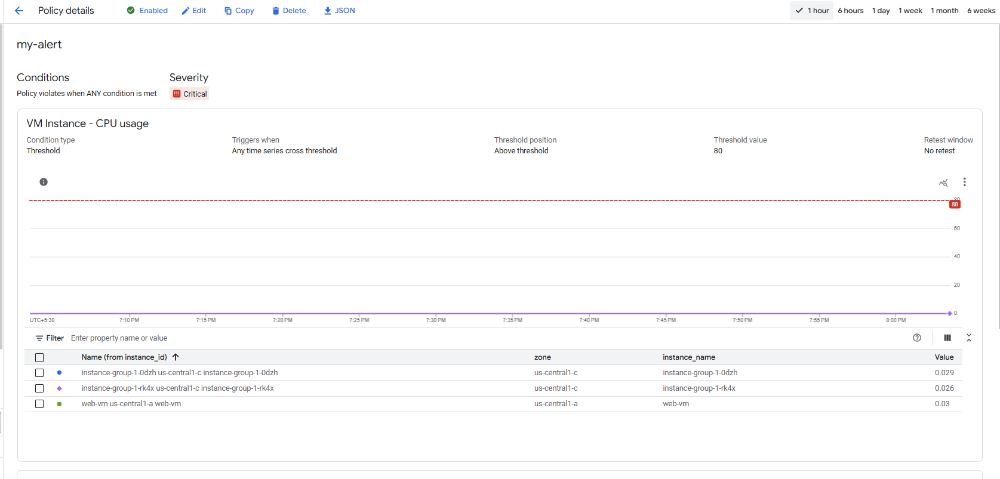 Policy details Enabled Edit Copy Delete JSON 1 hour 6 hours 1 day 1 week 1 month 6 weeks
my-alert
Conditions Severity
Policy violates when ANY condition is met Critical
VM Instance - CPU usage
Condition type Triggers when Threshold position Threshold value Retest window
Threshold Any time series cross threshold Above threshold 80 No retest
80
80
60
40
20
0
UTC+5:30 7:10 PM 7:15 PM 7:20 PM 7:25 PM 7:30 PM 7:35 PM 7:40 PM 7:45 PM 7:50 PM 7:55 PM 8:00 PM
Filter Enter property name or value
Name (from instance_id) zone instance_name Value
instance-group-1-0dzh us-central1-c instance-group-1-0dzh us-central1-c instance-group-1-0dzh 0.029
instance-group-1-rk4x us-central1-c instance-group-1-rk4x us-central1-c instance-group-1-rk4x 0.026
web-vm us-central1-a web-vm us-central1-a web-vm 0.03